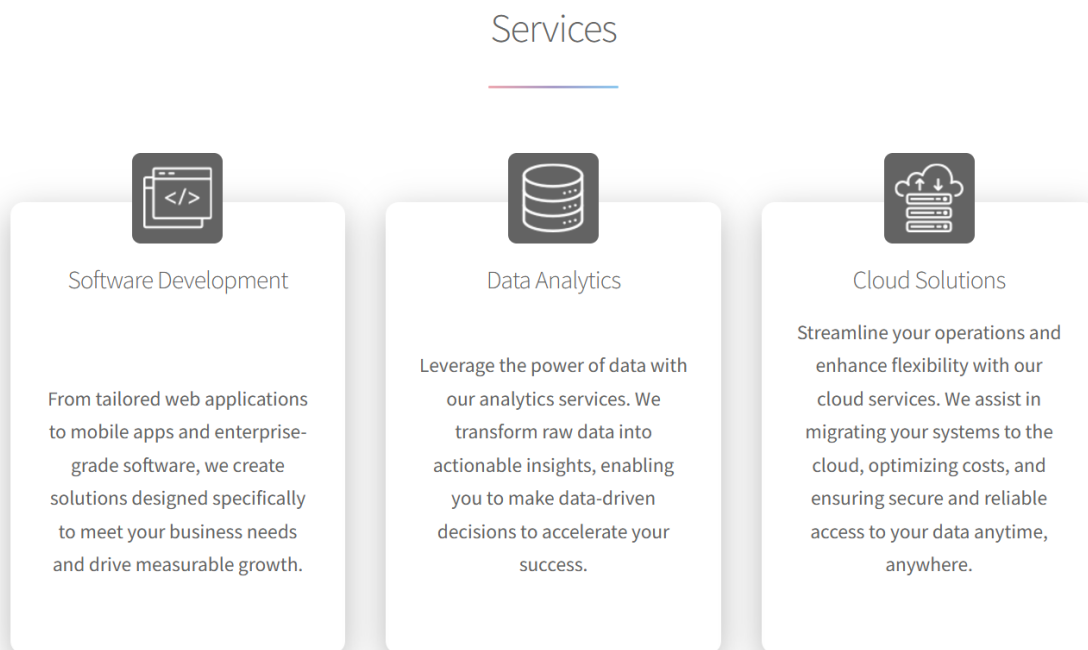 Services
</>
Software Development
From tailored web applications
to mobile apps and enterprise-
grade software, we create
solutions designed specifically
to meet your business needs
and drive measurable growth.
Data Analytics
Leverage the power of data with
our analytics services. We
transform raw data into
actionable insights, enabling
you to make data-driven
decisions to accelerate your
success.
Cloud Solutions
Streamline your operations and
enhance flexibility with our
cloud services. We assist in
migrating your systems to the
cloud, optimizing costs, and
ensuring secure and reliable
access to your data anytime,
anywhere.